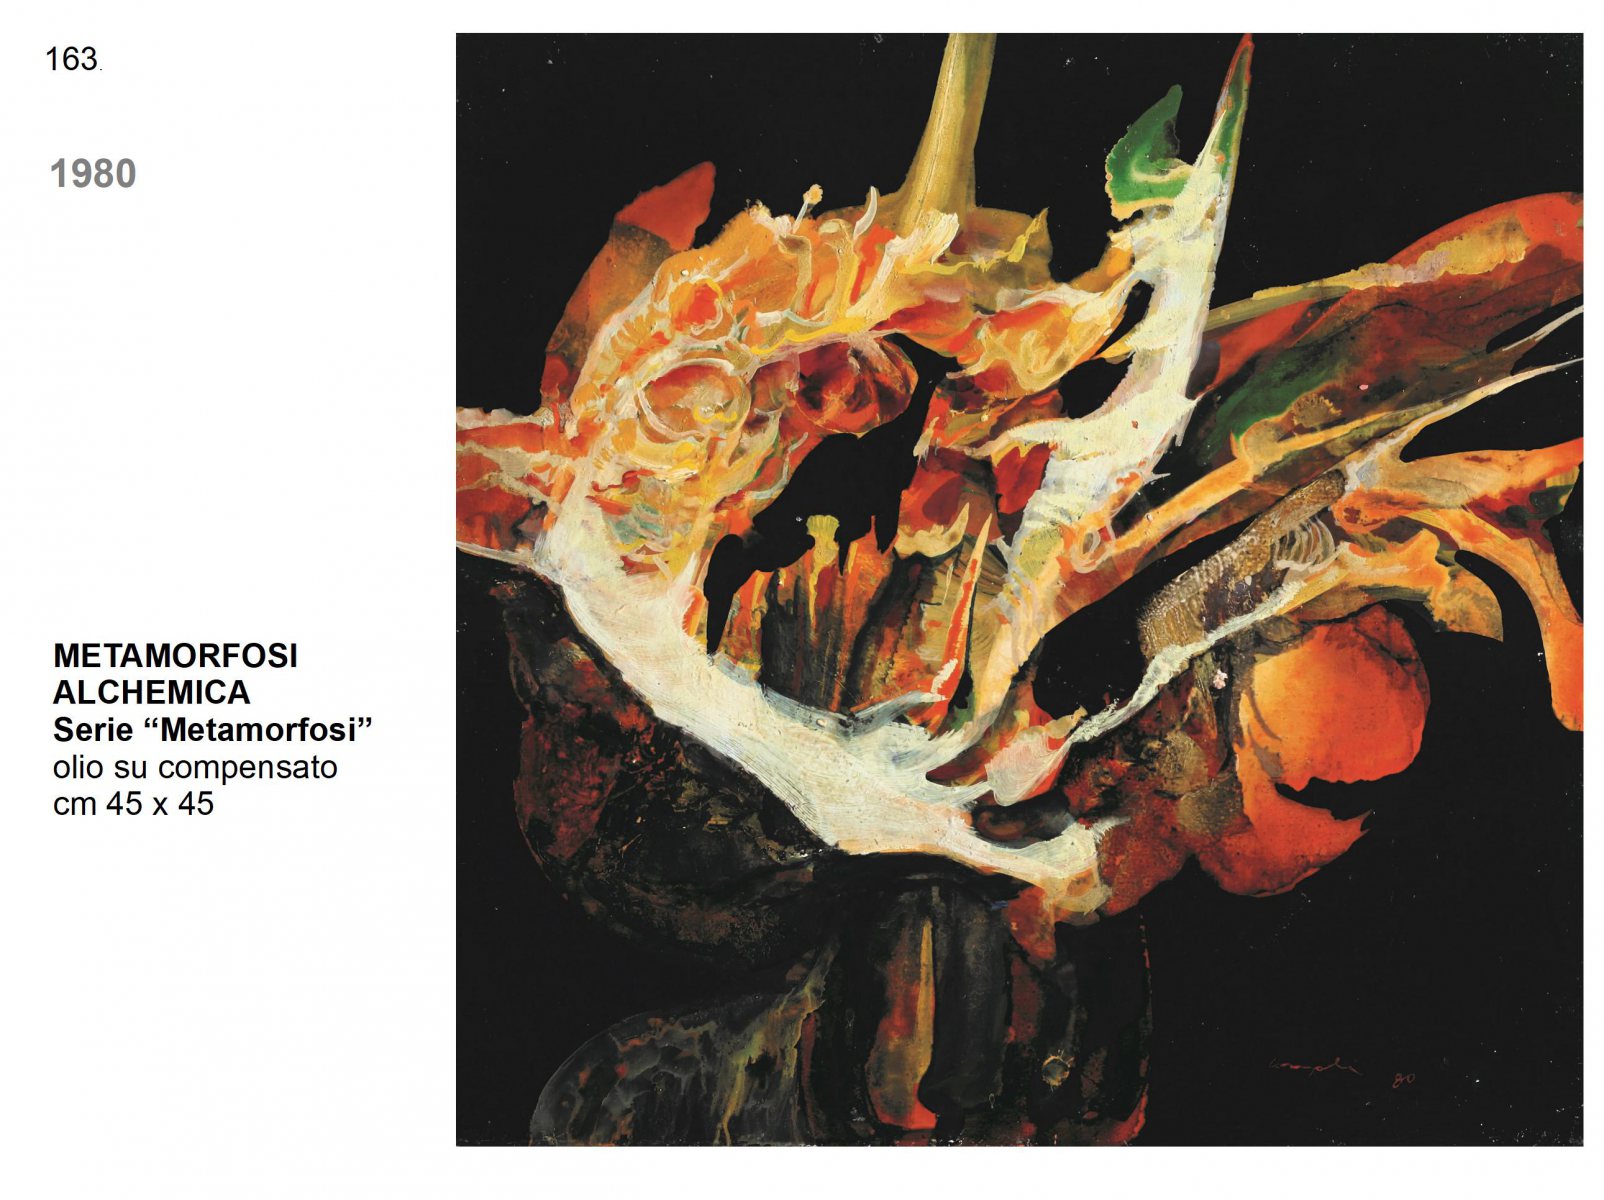 163.
1980
METAMORFOSI
ALCHEMICA
Serie “Metamorfosi”
olio su compensato
cm 45 x 45
80